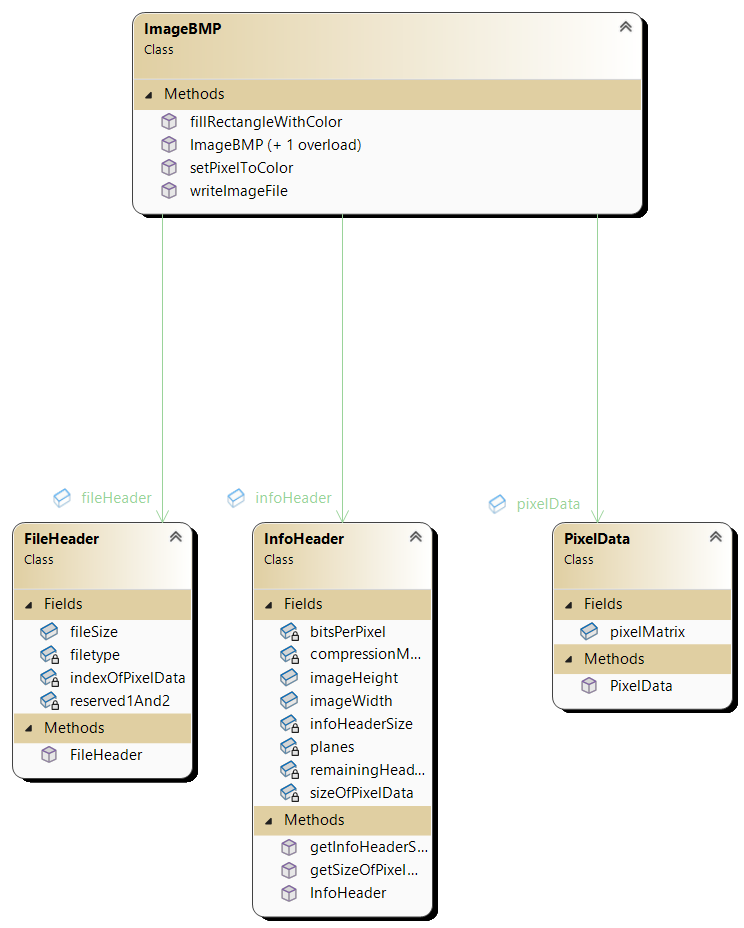 ImageBMP
Class
Methods
fillRectangleWithColor
ImageBMP (+ 1 overload)
setPixelToColor
writeImageFile
fileHeader
infoHeader
pixelData
FileHeader
Class
Fields
fileSize
filetype
indexOfPixelData
reserved1And2
Methods
FileHeader
InfoHeader
Class
Fields
bitsPerPixel
compressionM...
imageHeight
imageWidth
infoHeaderSize
planes
remainingHead...
sizeOfPixelData
Methods
getInfoHeaderS...
getSizeOfPixel...
InfoHeader
PixelData
Class
Fields
pixelMatrix
Methods
PixelData